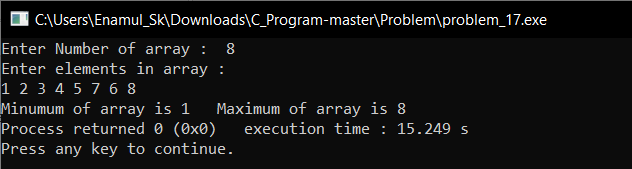 C:\Users\Enamul_Sk\Downloads\C_Program-master\Problem\problem_17.exe
Enter Number of array :  8
Enter elements in array :
1 2 3 4 5 7 6 8
Minumum of array is 1   Maximum of array is 8
Process returned 0 (0x0)   execution time : 15.249 s
Press any key to continue.